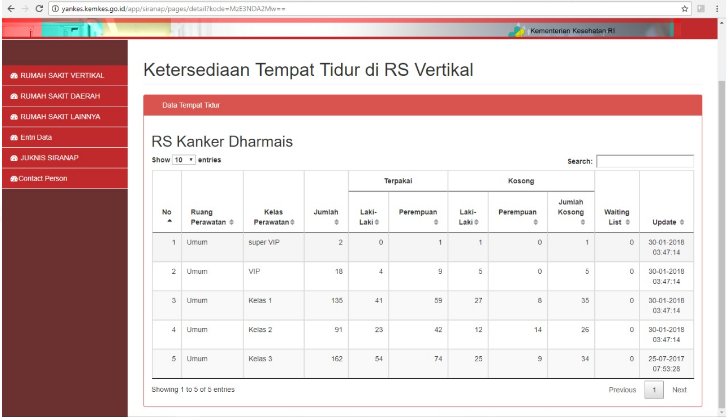 yankes.kemkes.go.id/app/siranap/pages/detail?kode=MzE3NDA2Mw==
Kementerian Kesehatan RI
RUMAH SAKIT VERTIKAL
RUMAH SAKIT DAERAH
RUMAH SAKIT LAINNYA
Entri Data
JUKNIS SIRANAP
Contact Person
Ketersediaan Tempat Tidur di RS Vertikal
Data Tempat Tidur
RS Kanker Dharmais
Show 10 entries Search:
Terpakai Kosong
No Ruang Perawatan Kelas Perawatan Jumlah Laki-Laki Perempuan Laki-Laki Perempuan Jumlah Kosong Waiting List Update
1 Umum super VIP 2 0 1 1 0 1 0 30-01-2018 03:47:14
2 Umum VIP 18 4 9 5 0 5 0 30-01-2018 03:47:14
3 Umum Kelas 1 135 41 59 27 8 35 0 30-01-2018 03:47:14
4 Umum Kelas 2 91 23 42 12 14 26 0 30-01-2018 03:47:14
5 Umum Kelas 3 162 54 74 25 9 34 0 25-07-2017 07:53:28
Showing 1 to 5 of 5 entries Previous 1 Next